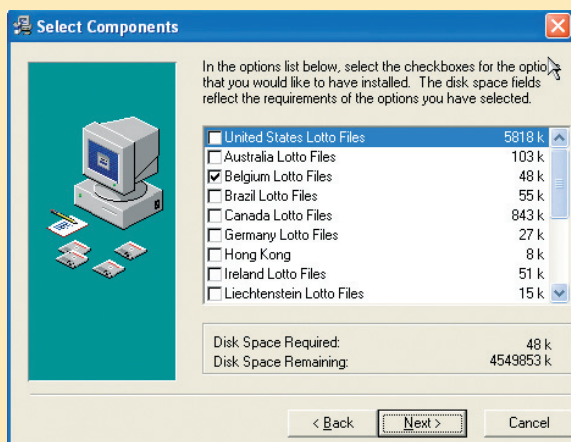 Select Components
In the options list below, select the checkboxes for the
that you would like to have installed. The disk space fields
reflect the requirements of the options you have selected.
United States Lotto Files 5818 k
Australia Lotto Files 103 k
Belgium Lotto Files 48 k
Brazil Lotto Files 55 k
Canada Lotto Files 843 k
Germany Lotto Files 27 k
Hong Kong 8 k
Ireland Lotto Files 51 k
Liechtenstein Lotto Files 15 k
Disk Space Required: 48 k
Disk Space Remaining: 4549853 k
< Back Next > Cancel